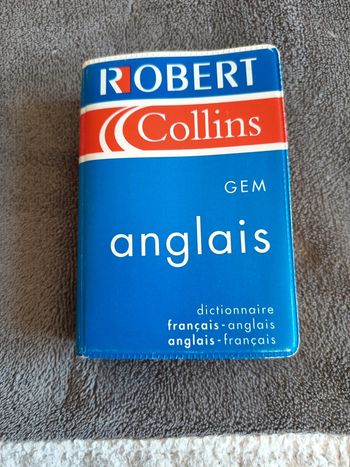 ROBERT
Collins
GEM
anglais
dictionnaire
français-anglais
anglais-français